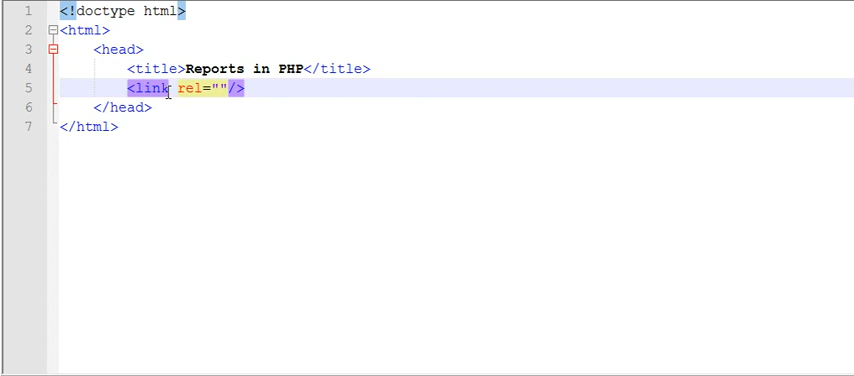 1 <!doctype html>
2 <html>
3 <head>
4 <title>Reports in PHP</title>
5 <link rel=""/>
6 </head>
7 </html>